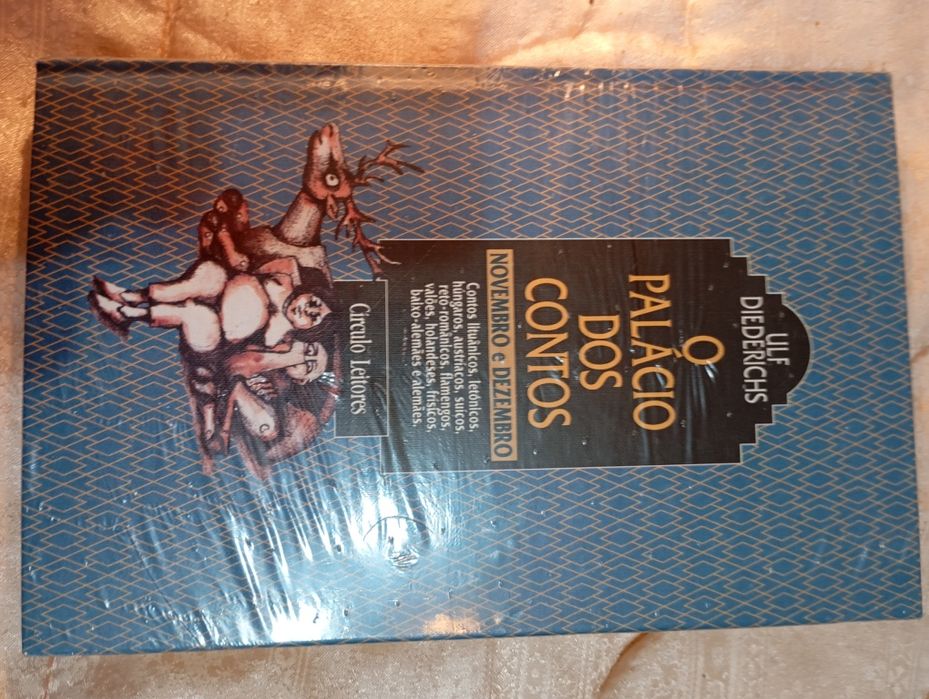 ULF
DIEDERICHS
O
PALÁCIO
DOS
CONTOS
NOVEMBRO e DEZEMBRO
Contos lituânicos, letónicos,
húngaros, austríacos, suíços,
reto-românicos, flamengos,
valões, holandeses, frísicos,
baixo-alemães e alemães.
Círculo Leitores